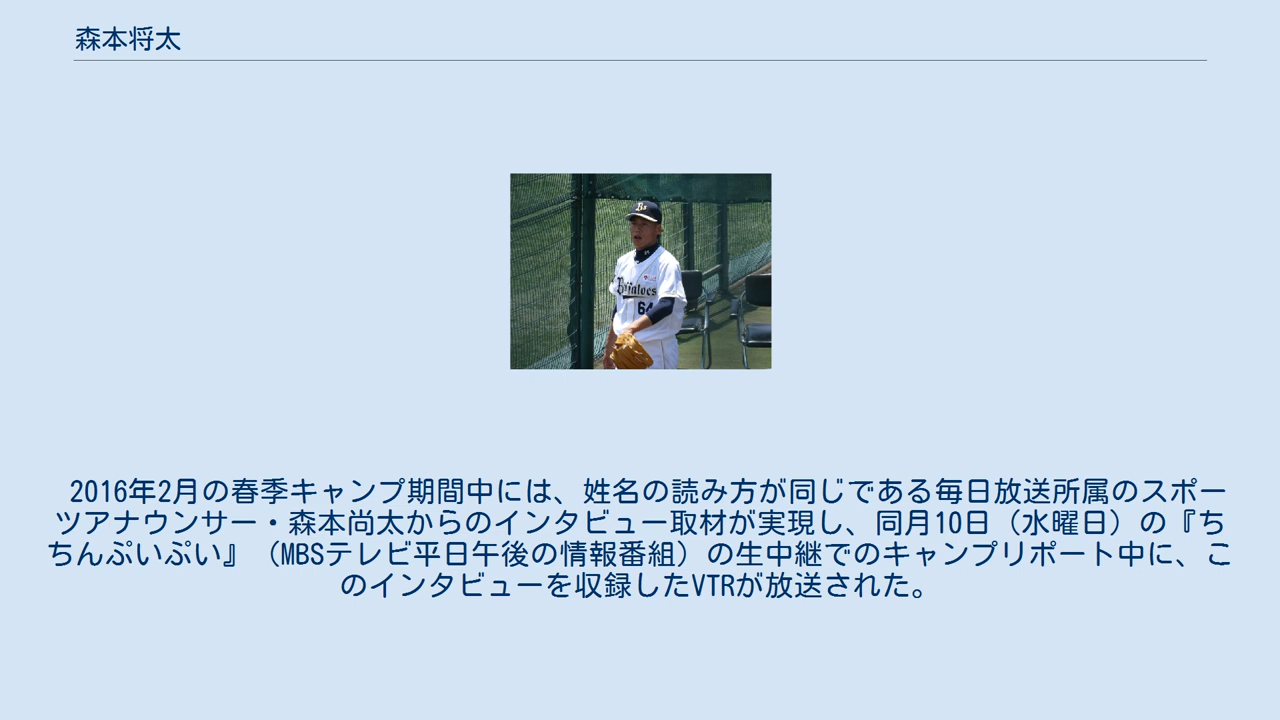 森本将太
Bs
Buffaloes
64
2016年2月の春季キャンプ期間中には、姓名の読み方が同じである毎日放送所属のスポー
ツアナウンサー・森本尚太からのインタビュー取材が実現し、同月10日（水曜日）の『ち
ちんぷいぷい』（MBSテレビ平日午後の情報番組）の生中継でのキャンプリポート中に、こ
のインタビューを収録したVTRが放送された。